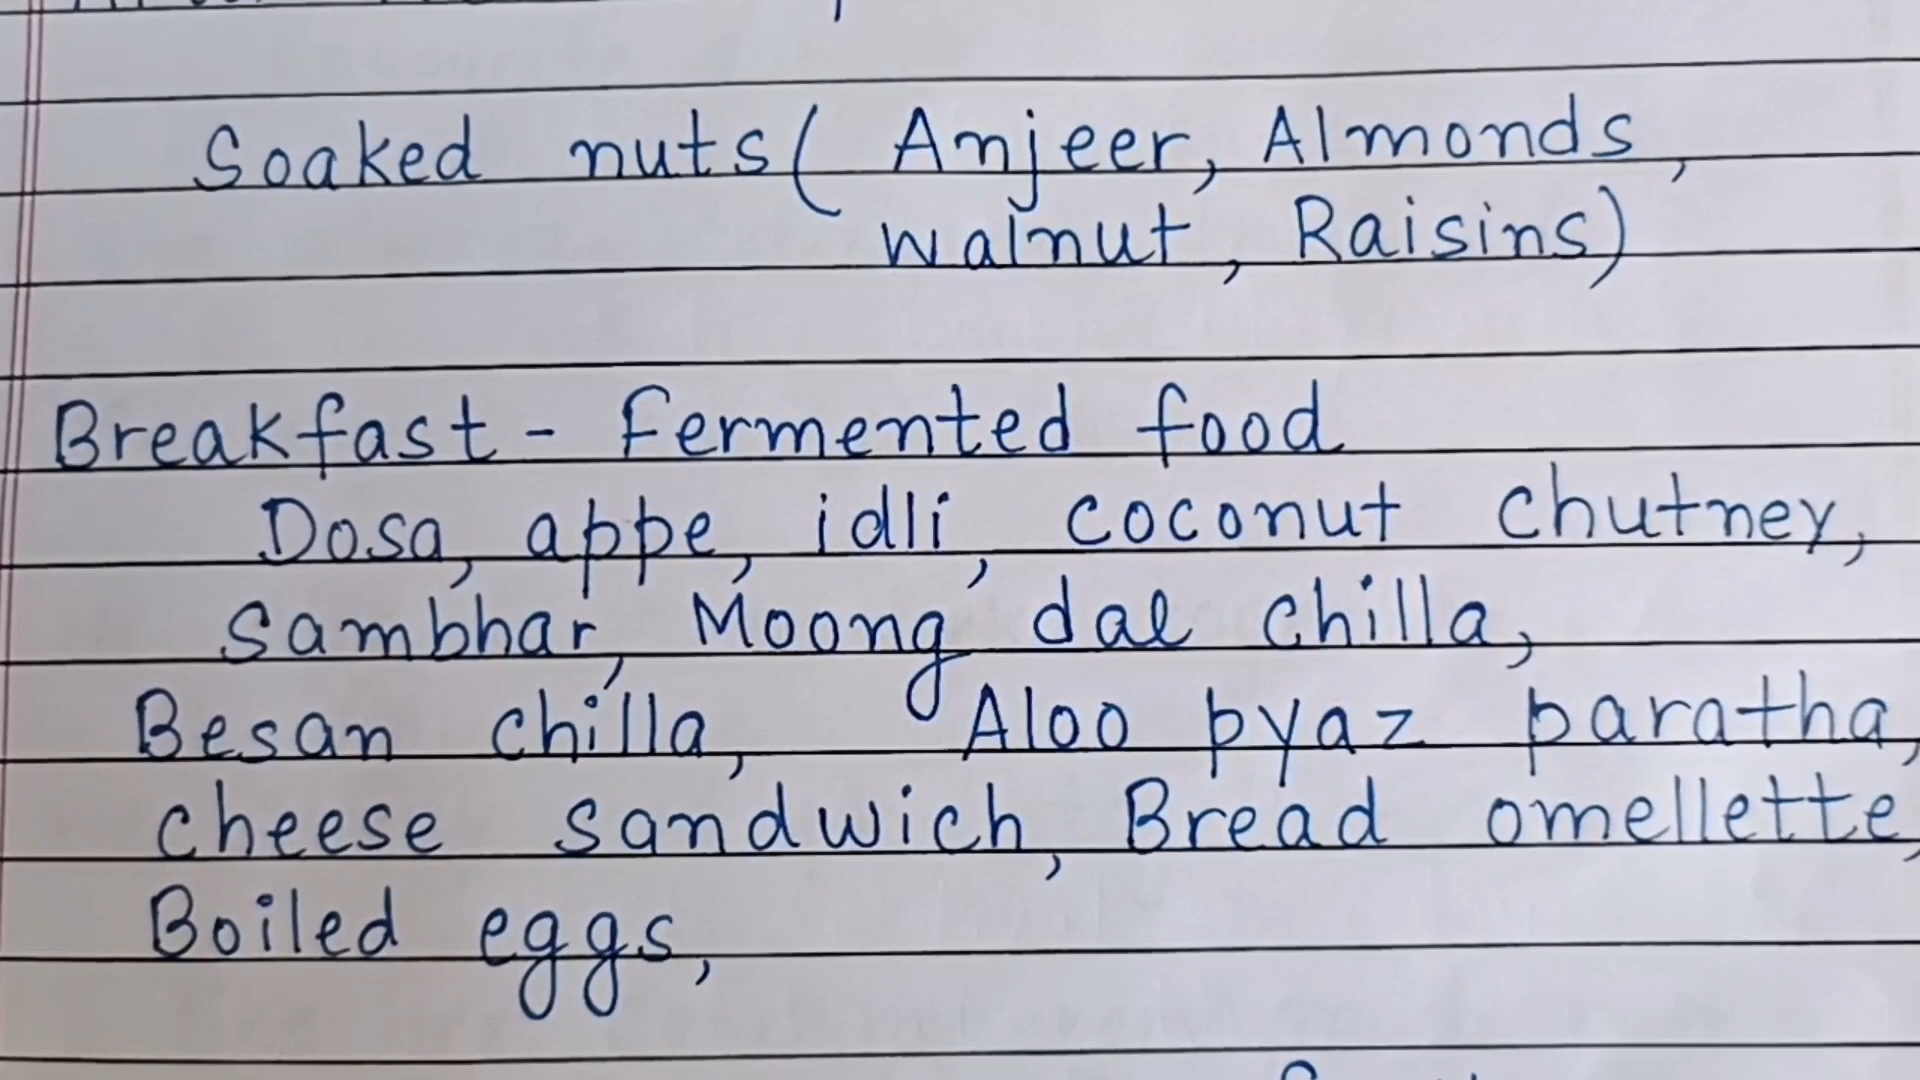 Soaked nuts( Anjeer, Almonds,
walnut, Raisins)
Breakfast - Fermented food
Dosa, appe, idli, coconut chutney,
Sambhar, Moong dal chilla,
Besan chilla, Aloo pyaz paratha,
cheese sandwich, Bread omellette,
Boiled eggs,